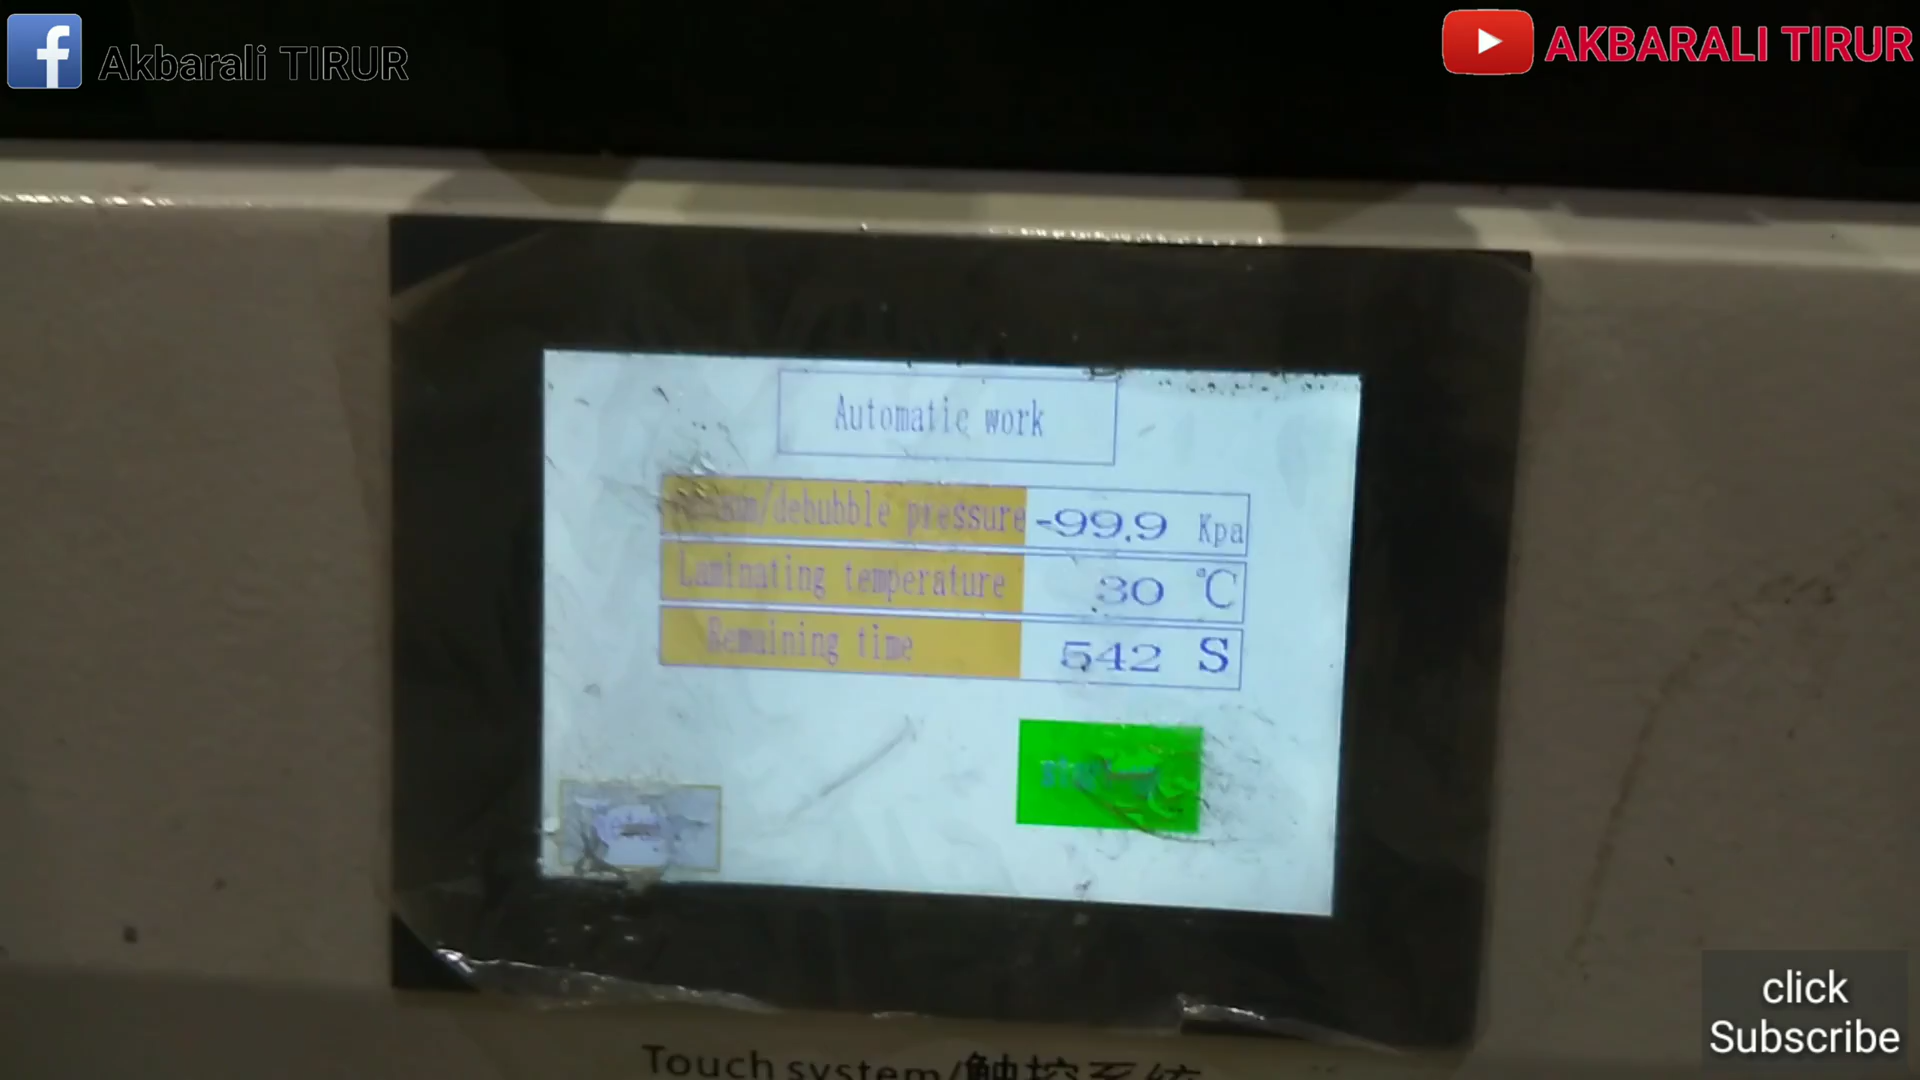 Akbarali TIRUR
AKBARALI TIRUR
Automatic work
/debubble pressure -99.9 Kpa
Laminating temperature 30 °C
Remaining time 542 S
click
Subscribe
Touch system/触控系统